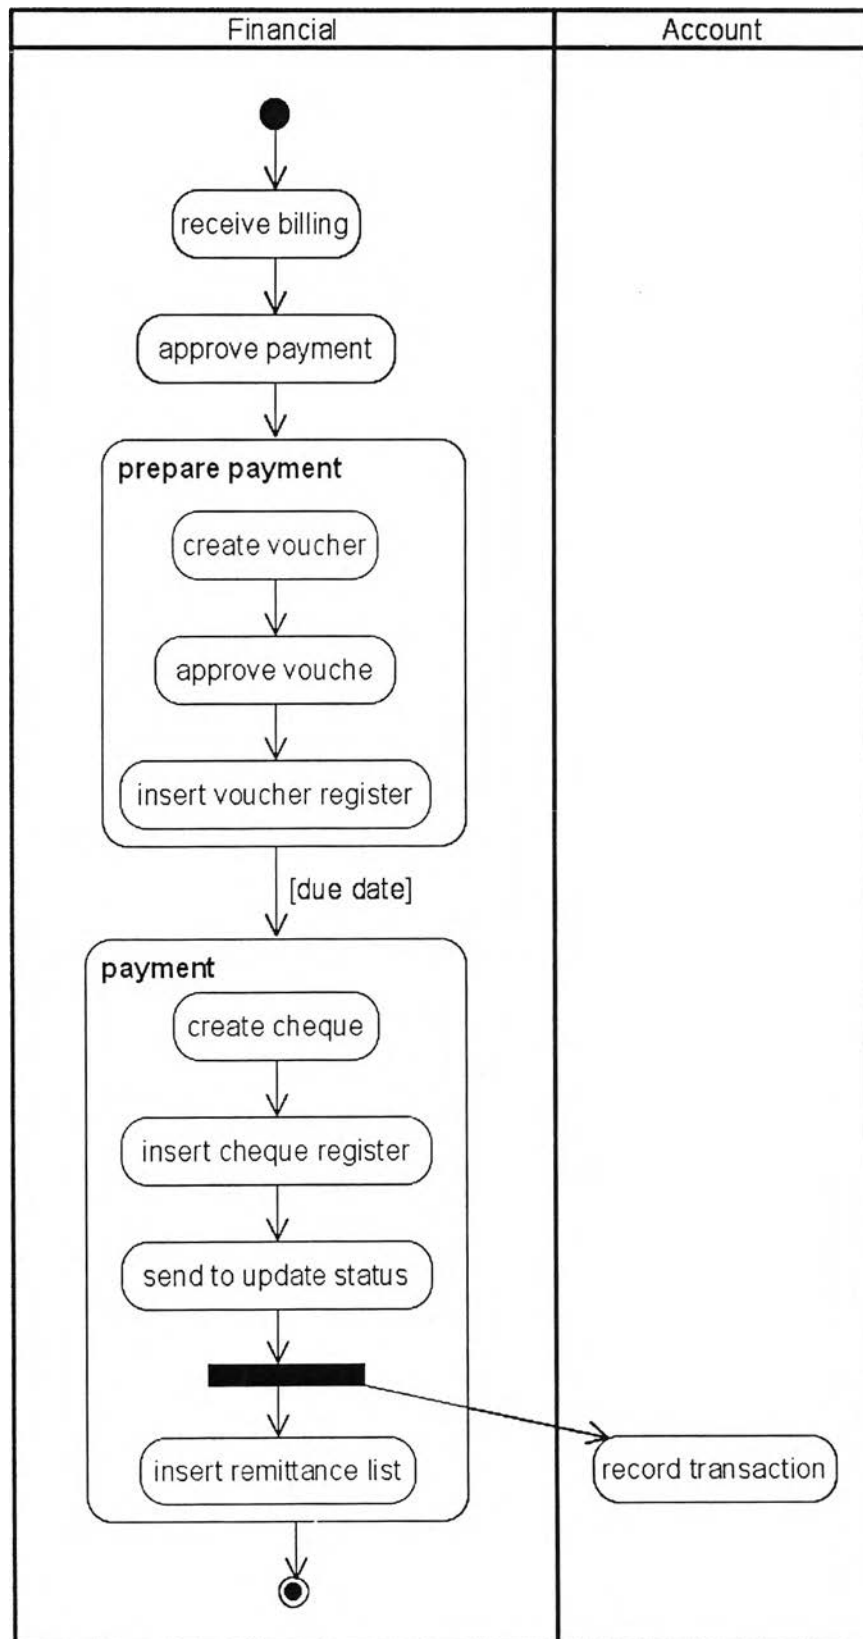 Financial
Account
receive billing
approve payment
prepare payment
create voucher
approve vouche
insert voucher register
[due date]
payment
create cheque
insert cheque register
send to update status
insert remittance list
record transaction